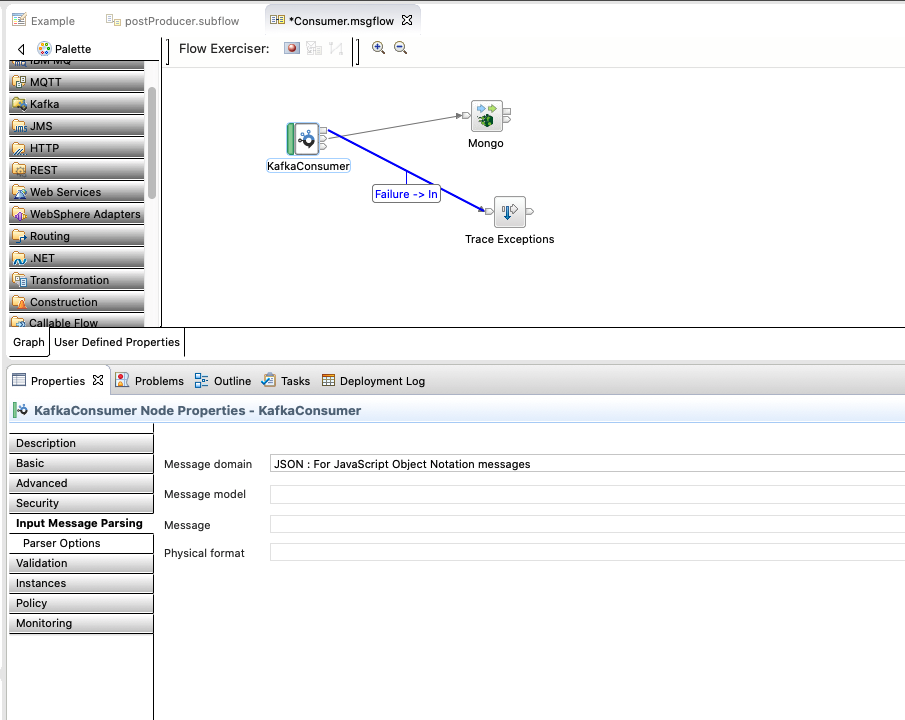 Example
postProducer.subflow
*Consumer.msgflow
Palette
Flow Exerciser:
IBM MQ
MQTT
Kafka
JMS
HTTP
REST
Web Services
WebSphere Adapters
Routing
.NET
Transformation
Construction
Callable Flow
KafkaConsumer
Mongo
Failure -> In
Trace Exceptions
Graph
User Defined Properties
Properties
Problems
Outline
Tasks
Deployment Log
KafkaConsumer Node Properties - KafkaConsumer
Description
Basic
Advanced
Security
Input Message Parsing
Parser Options
Validation
Instances
Policy
Monitoring
Message domain
JSON : For JavaScript Object Notation messages
Message model
Message
Physical format